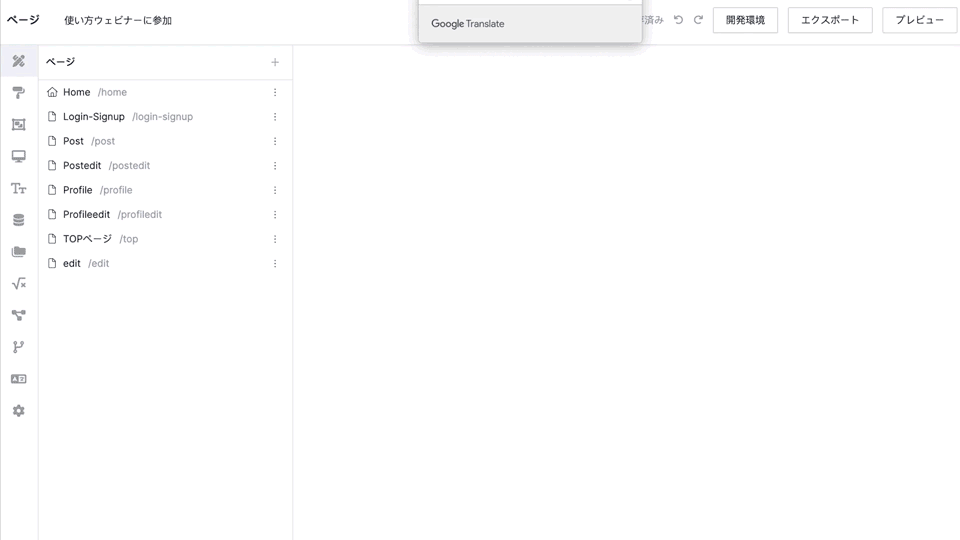 ページ
使い方ウェビナーに参加
Google Translate
済み
開発環境
エクスポート
プレビュー
ページ
Home /home
Login-Signup /login-signup
Post /post
Postedit /postedit
Profile /profile
Profileedit /profiledit
TOPページ /top
edit /edit